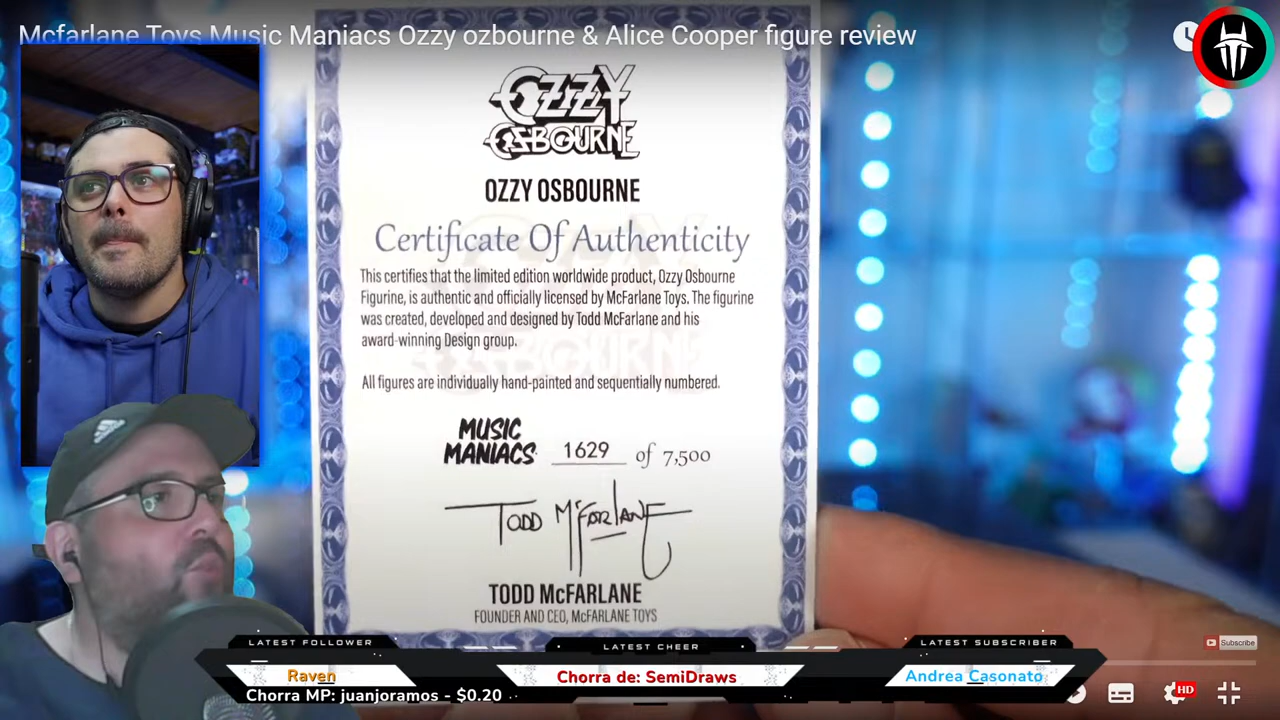 Mcfarlane Toys Music Maniacs Ozzy ozbourne & Alice Cooper figure review
OZZY
OSBOURNE
OZZY OSBOURNE
Certificate Of Authenticity
This certifies that the limited edition worldwide product, Ozzy Osbourne
Figurine, is authentic and officially licensed by McFarlane Toys. The figurine
was created, developed and designed by Todd McFarlane and his
award-winning Design group.
All figures are individually hand-painted and sequentially numbered.
MUSIC
MANIACS 1629 of 7,500
TODD McFARLANE
TODD McFARLANE
FOUNDER AND CEO, McFARLANE TOYS
Subscribe
LATEST FOLLOWER
Raven
LATEST CHEER
Chorra de: SemiDraws
LATEST SUBSCRIBER
Andrea Casonato
Chorra MP: juanjoramos - $0.20
HD